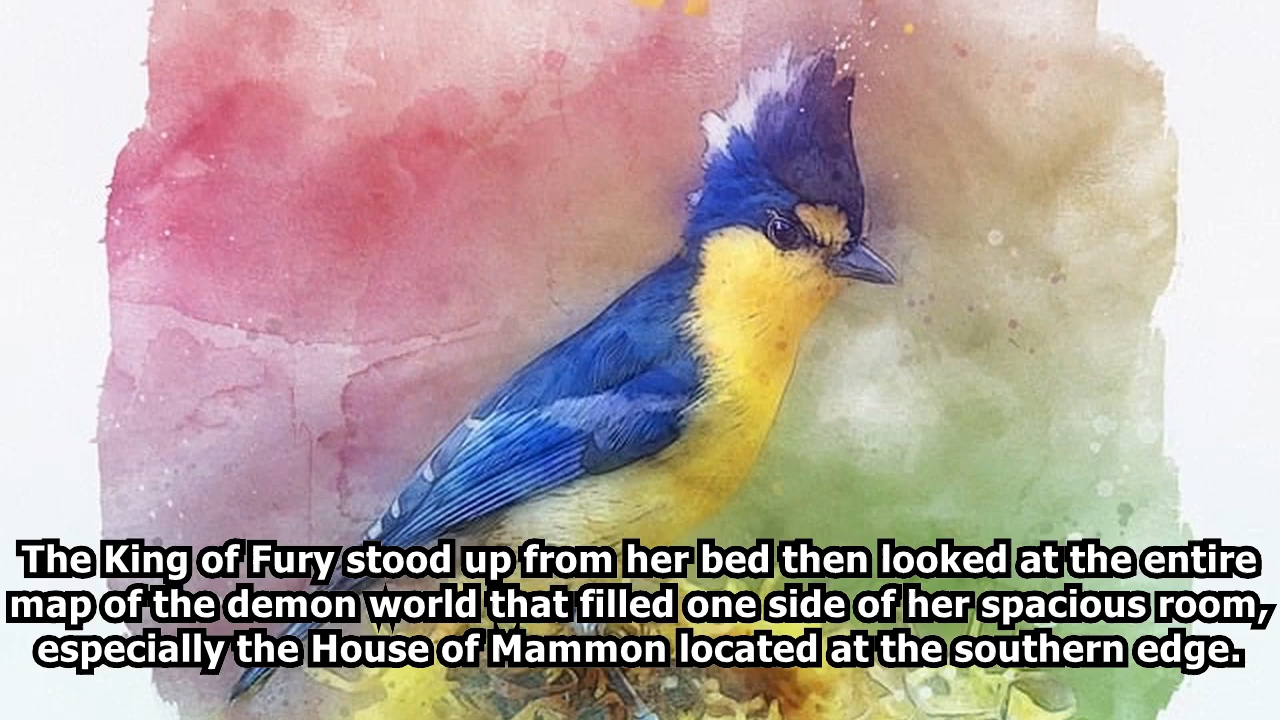 The King of Fury stood up from her bed then looked at the entire
map of the demon world that filled one side of her spacious room,
especially the House of Mammon located at the southern edge.